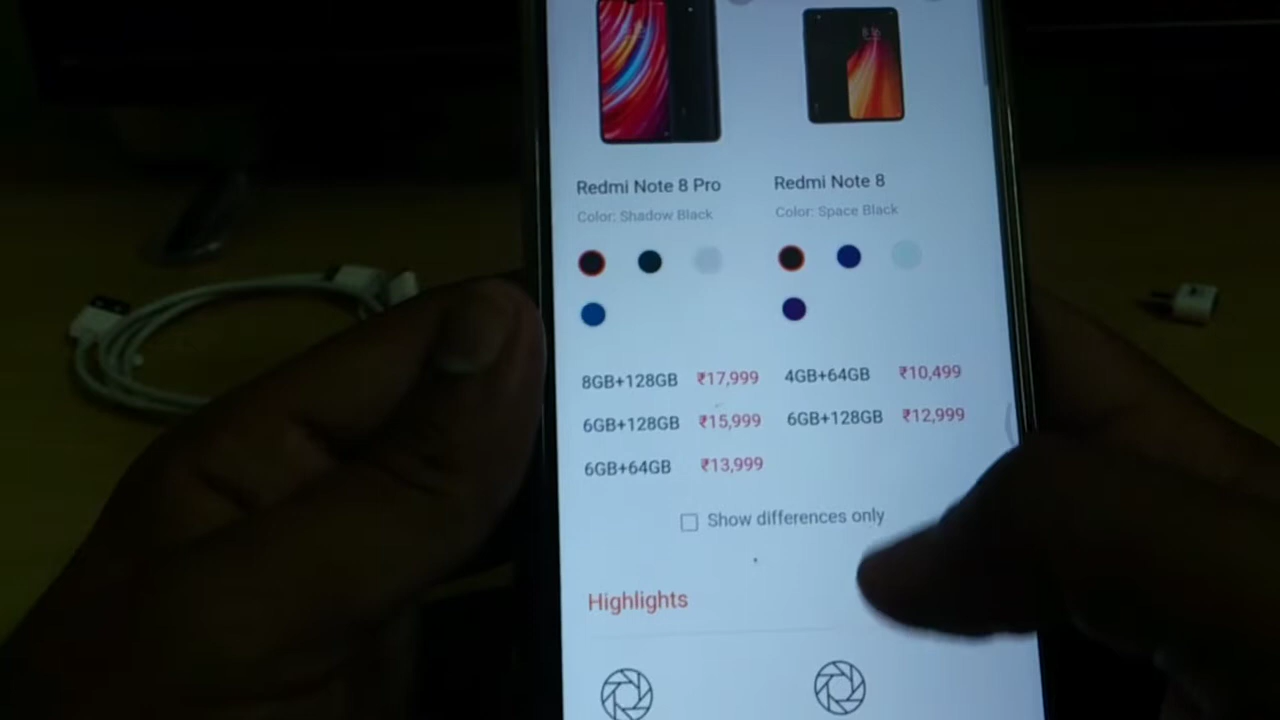 Redmi Note 8 Pro
Color: Shadow Black
8GB+128GB ₹17,999
6GB+128GB ₹15,999
6GB+64GB ₹13,999
Redmi Note 8
Color: Space Black
4GB+64GB ₹10,499
6GB+128GB ₹12,999
Show differences only
Highlights